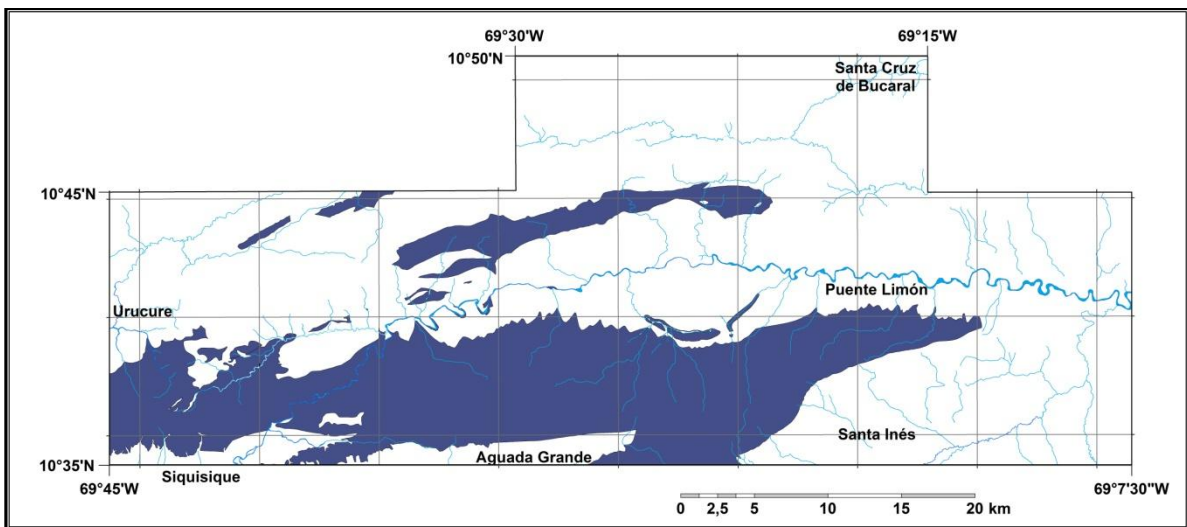 69°30'W
69°15'W
10°50'N
Santa Cruz
de Bucaral
10°45'N
Puente Limón
Urucure
Santa Inés
Aguada Grande
10°35'N
Siquisique
69°45'W
69°7'30"W
0 2,5 5 10 15 20 km